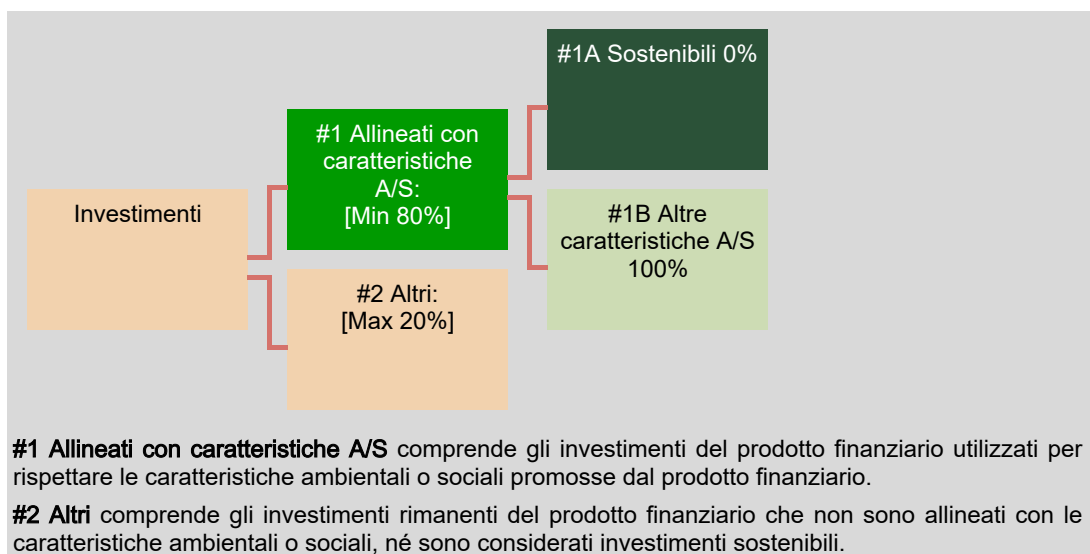 #1A Sostenibili 0%
#1 Allineati con
caratteristiche
A/S:
[Min 80%]
Investimenti
#1B Altre
caratteristiche A/S
100%
#2 Altri:
[Max 20%]
#1 Allineati con caratteristiche A/S comprende gli investimenti del prodotto finanziario utilizzati per
rispettare le caratteristiche ambientali o sociali promosse dal prodotto finanziario.
#2 Altri comprende gli investimenti rimanenti del prodotto finanziario che non sono allineati con le
caratteristiche ambientali o sociali, né sono considerati investimenti sostenibili.